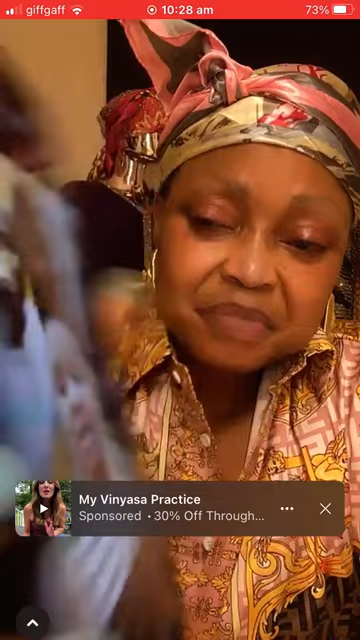 giffgaff 10:28 am 73%
My Vinyasa Practice
Sponsored • 30% Off Through...